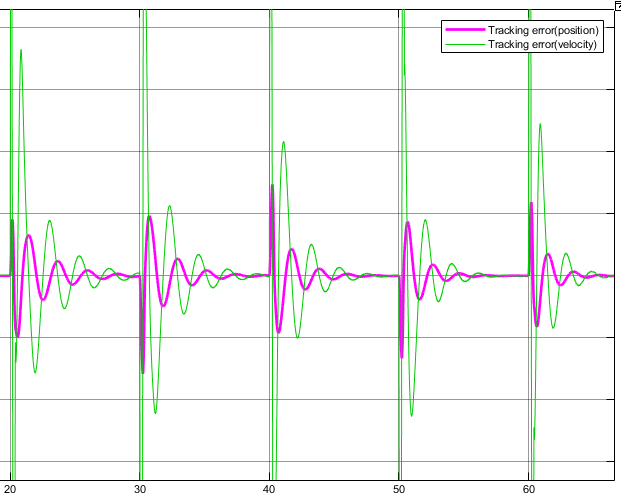 Tracking error(position)
Tracking error(velocity)
20 30 40 50 60